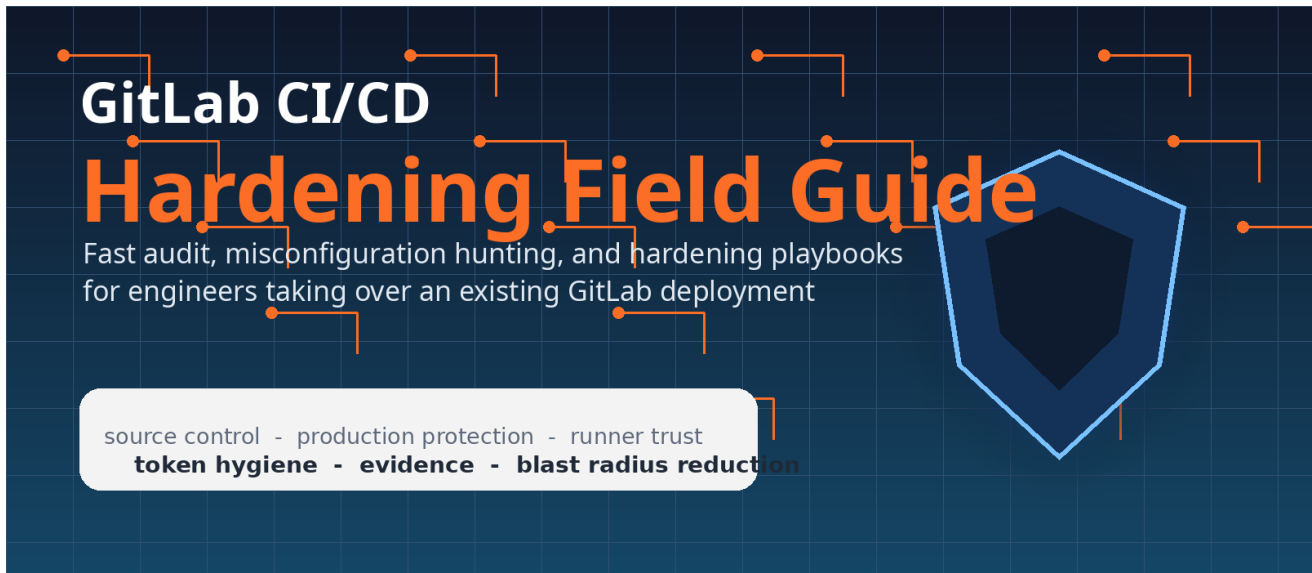 GitLab CI/CD
Hardening Field Guide
Fast audit, misconfiguration hunting, and hardening playbooks
for engineers taking over an existing GitLab deployment
source control - production protection - runner trust
token hygiene - evidence - blast radius reduction